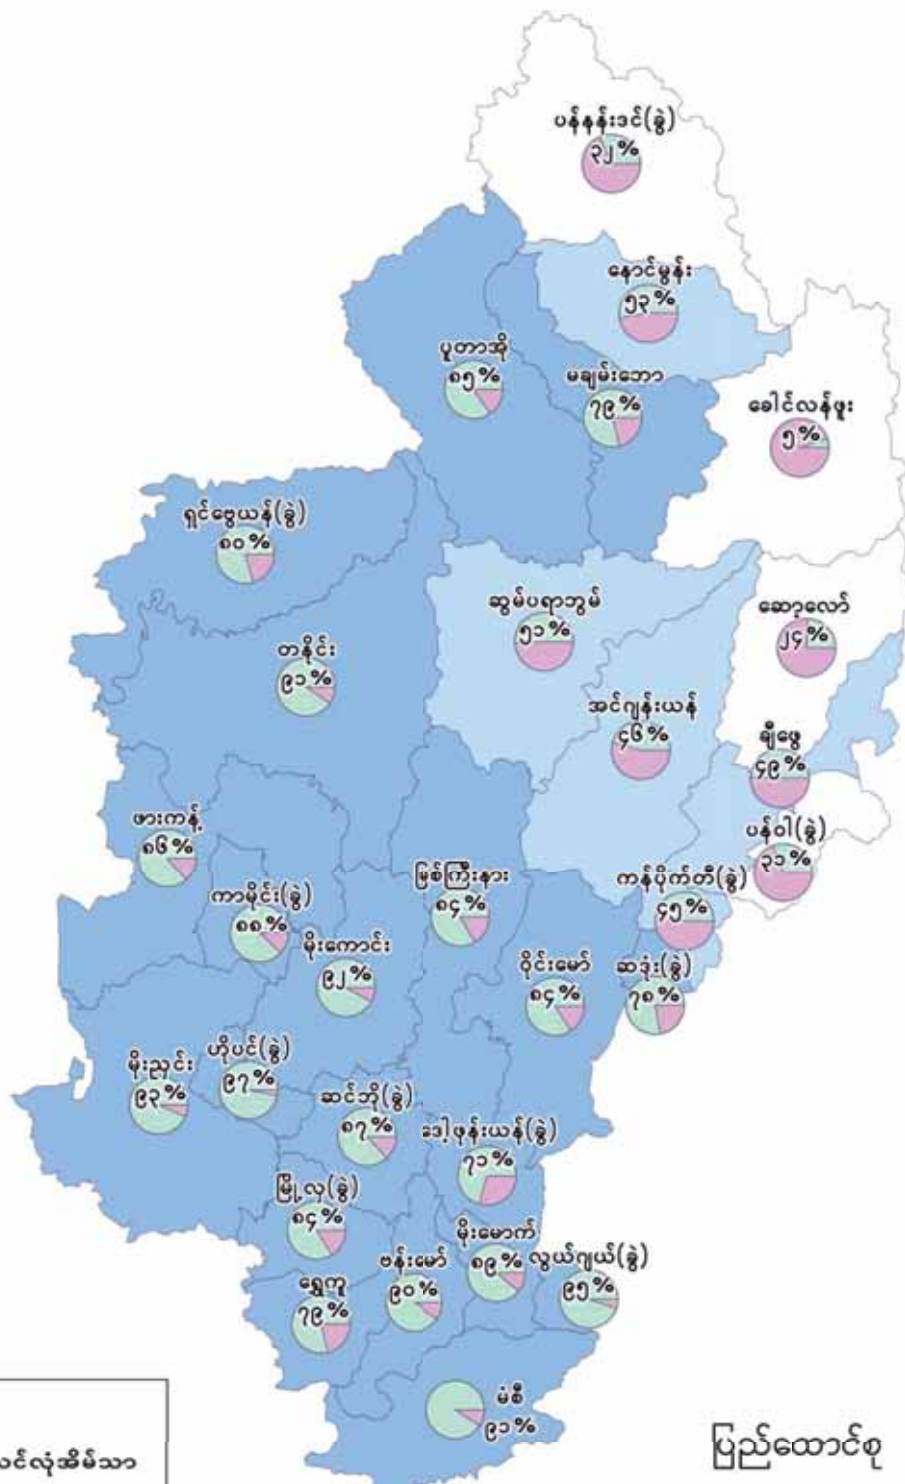 ပန်နန်းဒင်(ခွဲ)
၃၂%
နောင်မွန်း
၅၃%
ပူတာအို
၈၅%
မချမ်းဘော
၇၉%
ခေါင်လန်ဖူး
၅%
ရှင်ဗွေယန်(ခွဲ)
၈၀%
ဆွမ်ပရာဘွမ်
၅၁%
ဆော့လော်
၂၄%
တနိုင်း
၉၁%
အင်ဂျန်းယန်
၄၆%
ချီဖွေ
၄၉%
ဖားကန့်
၈၆%
ပန်ဝါ(ခွဲ)
၃၁%
မြစ်ကြီးနား
၈၄%
ကန်ပိုက်တီ(ခွဲ)
၄၅%
ကာမိုင်း(ခွဲ)
၈၈%
မိုးကောင်း
၉၂%
ဝိုင်းမော်
၈၄%
ဆဒုံး(ခွဲ)
၇၈%
မိုးညှင်း
၉၃%
ဟိုပင်(ခွဲ)
၉၇%
ဆင်ဘို(ခွဲ)
၈၇%
ဒေါ့ဖုန်းယန်(ခွဲ)
၇၁%
မြို့လှ(ခွဲ)
၈၄%
မိုးမောက်
၈၉%
လွယ်ဂျယ်(ခွဲ)
၉၅%
ဗန်းမော်
၉၀%
ရွှေကူ
၇၉%
မံစီ
၉၁%
ပြည်ထောင်စု